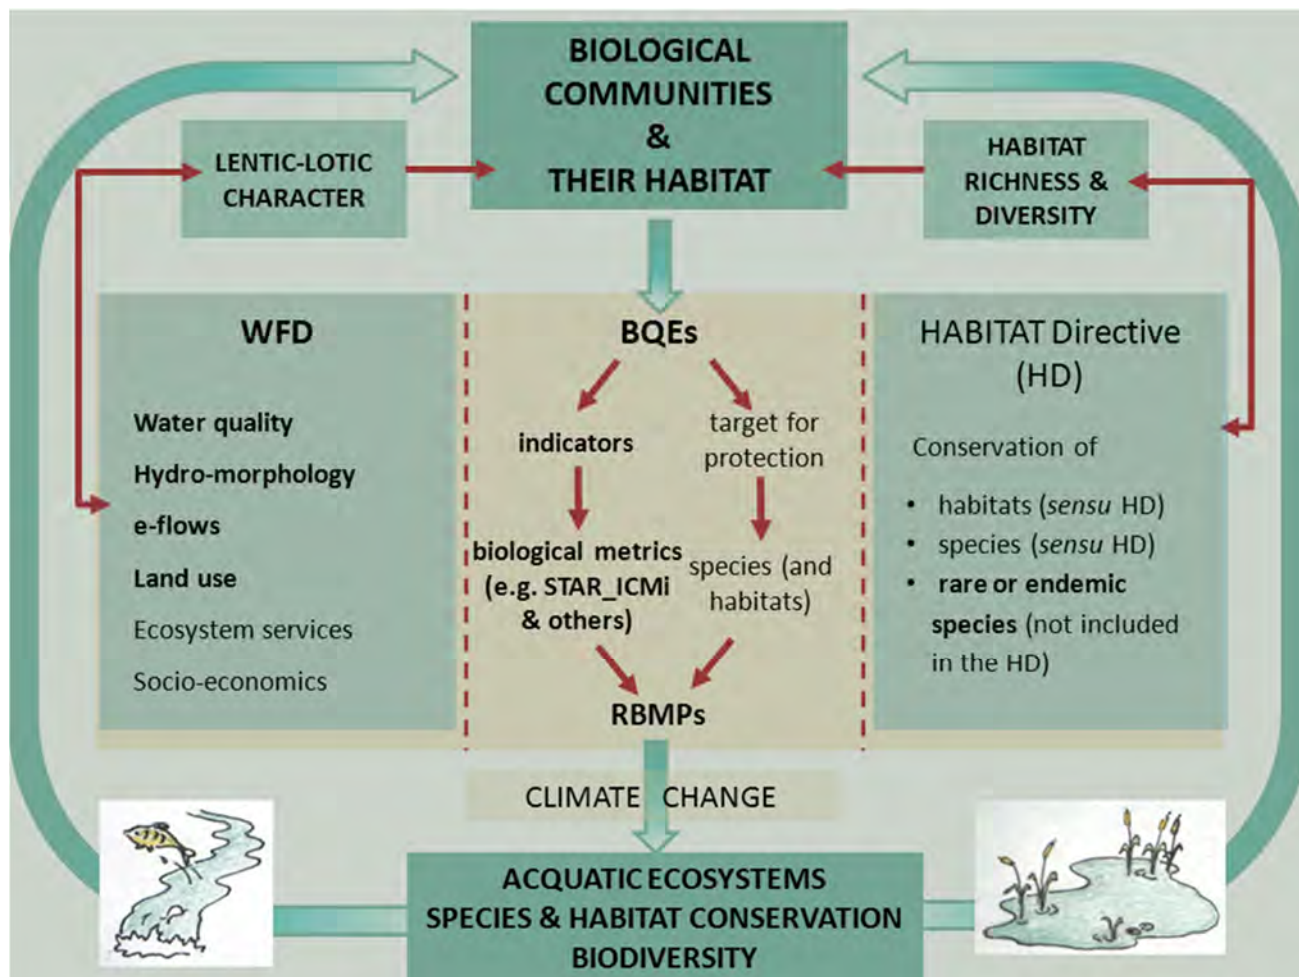 BIOLOGICAL
COMMUNITIES
&
THEIR HABITAT
LENTIC-LOTIC
CHARACTER
HABITAT
RICHNESS &
DIVERSITY
WFD
Water quality
Hydro-morphology
e-flows
Land use
Ecosystem services
Socio-economics
BQEs
indicators
biological metrics
(e.g. STAR_ICMi
& others)
target for
protection
species (and
habitats)
RBMPs
HABITAT Directive
(HD)
Conservation of
• habitats (sensu HD)
• species (sensu HD)
• rare or endemic
species (not included
in the HD)
CLIMATE CHANGE
ACQUATIC ECOSYSTEMS
SPECIES & HABITAT CONSERVATION
BIODIVERSITY